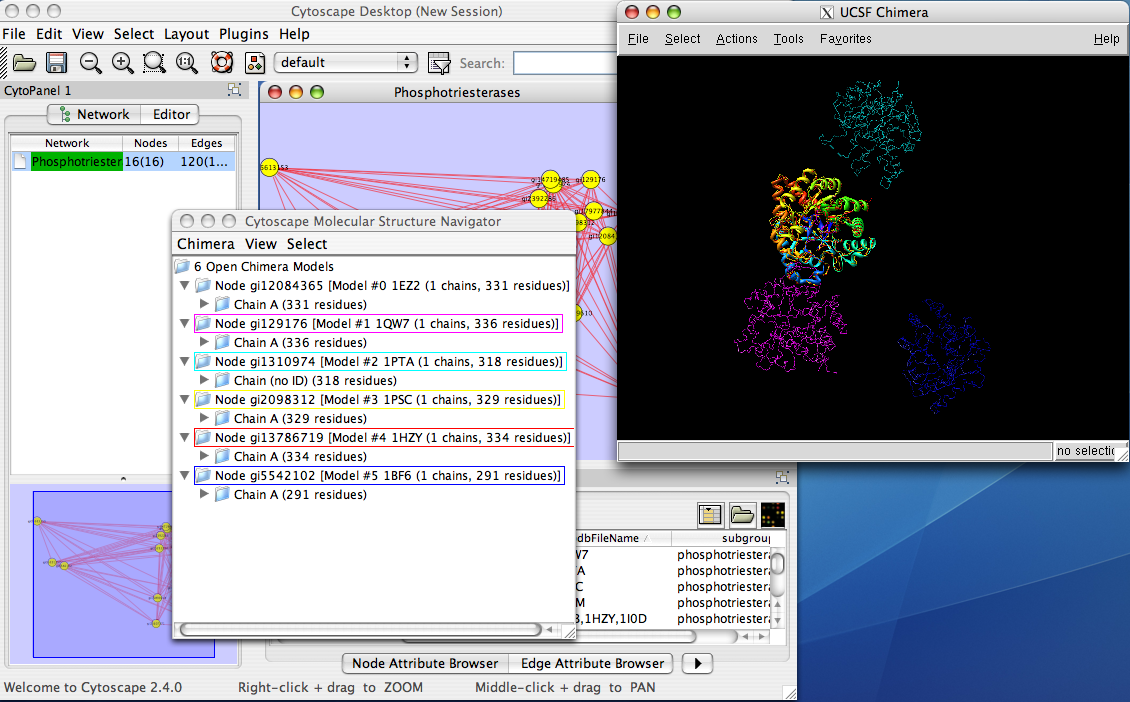 Cytoscape Desktop (New Session)
File Edit View Select Layout Plugins Help
default
Search:
CytoPanel 1
Network Editor
Network Nodes Edges
Phosphotriester 16(16) 120(1...
Phosphotriesterases
gi14719485
gi129176
Cytoscape Molecular Structure Navigator
Chimera View Select
6 Open Chimera Models
Node gi12084365 [Model #0 1EZ2 (1 chains, 331 residues)]
Chain A (331 residues)
Node gi129176 [Model #1 1QW7 (1 chains, 336 residues)]
Chain A (336 residues)
Node gi1310974 [Model #2 1PTA (1 chains, 318 residues)]
Chain (no ID) (318 residues)
Node gi2098312 [Model #3 1PSC (1 chains, 329 residues)]
Chain A (329 residues)
Node gi13786719 [Model #4 1HZY (1 chains, 334 residues)]
Chain A (334 residues)
Node gi5542102 [Model #5 1BF6 (1 chains, 291 residues)]
Chain A (291 residues)
UCSF Chimera
File Select Actions Tools Favorites Help
no selectio
dbFileName / subgroup
W7 phosphotriestera
A phosphotriestera
C phosphotriestera
M phosphotriestera
3,1HZY,1I0D phosphotriestera
Node Attribute Browser Edge Attribute Browser
Welcome to Cytoscape 2.4.0 Right-click + drag to ZOOM Middle-click + drag to PAN